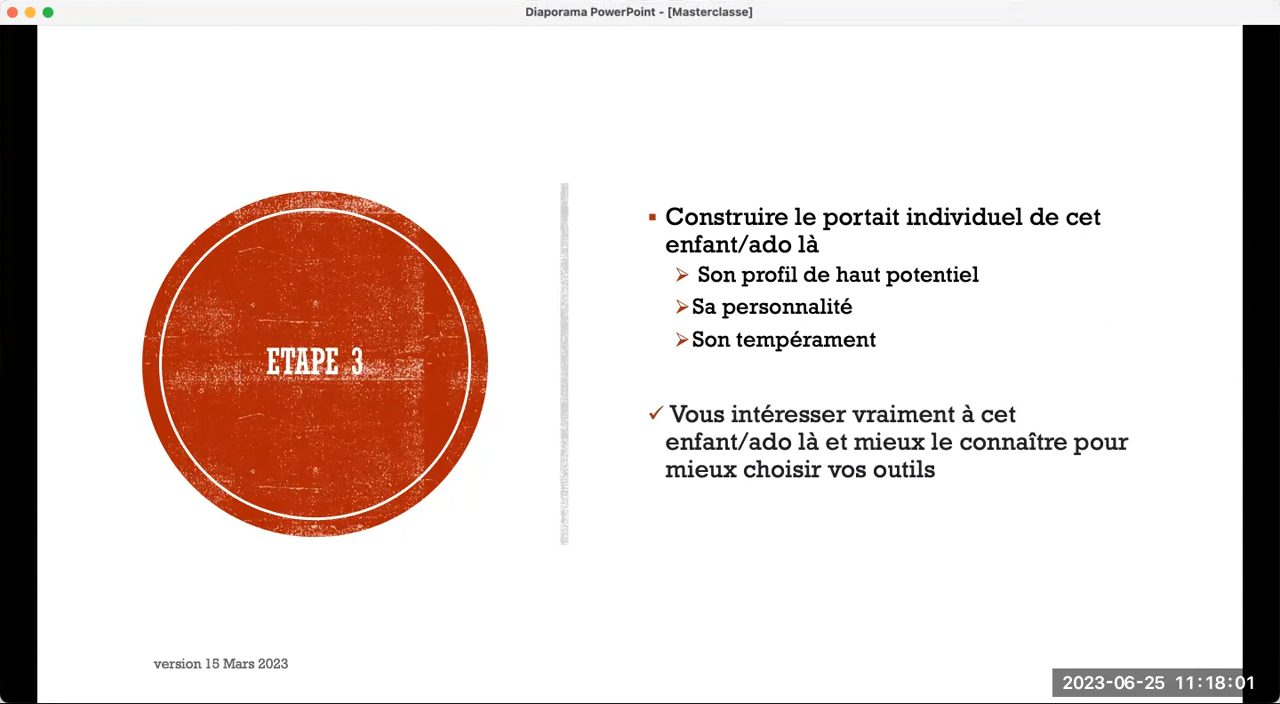 Diaporama PowerPoint - [Masterclasse]
ETAPE 3
▪ Construire le portait individuel de cet
enfant/ado là
➢ Son profil de haut potentiel
➢ Sa personnalité
➢ Son tempérament
✓ Vous intéresser vraiment à cet
enfant/ado là et mieux le connaître pour
mieux choisir vos outils
version 15 Mars 2023
2023-06-25 11:18:01